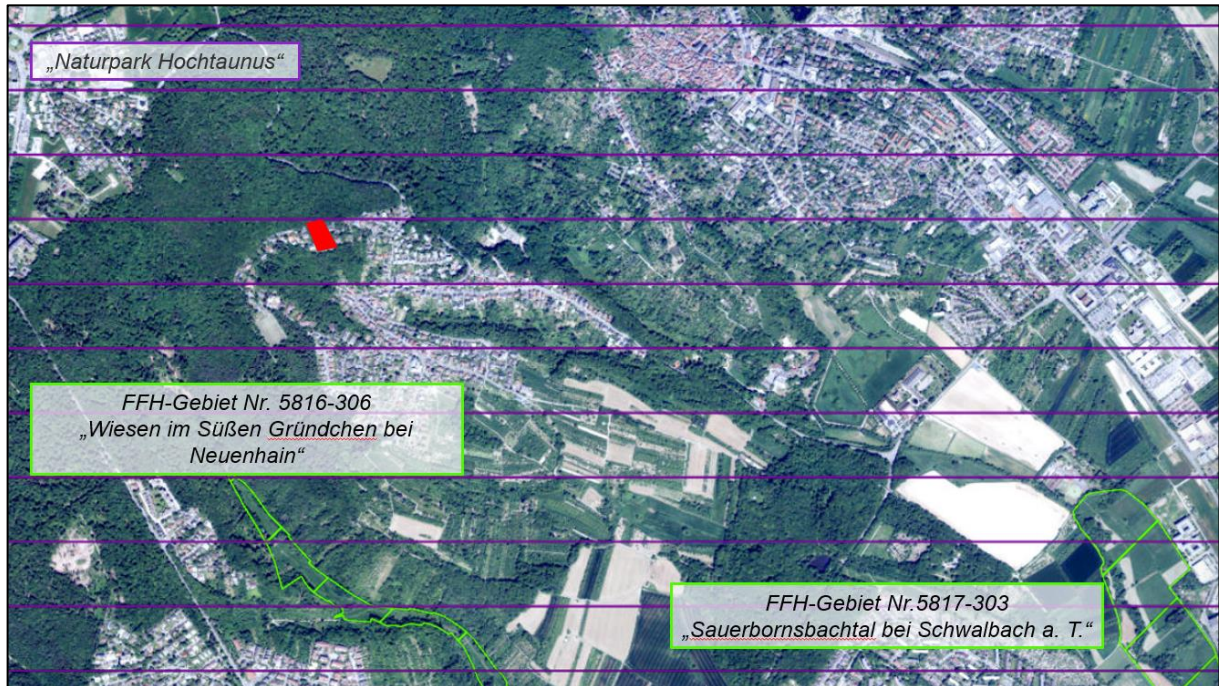 „Naturpark Hochtaunus“
FFH-Gebiet Nr. 5816-306
„Wiesen im Süßen Gründchen bei
Neuenhain“
FFH-Gebiet Nr.5817-303
„Sauerbornsbachtal bei Schwalbach a. T.“